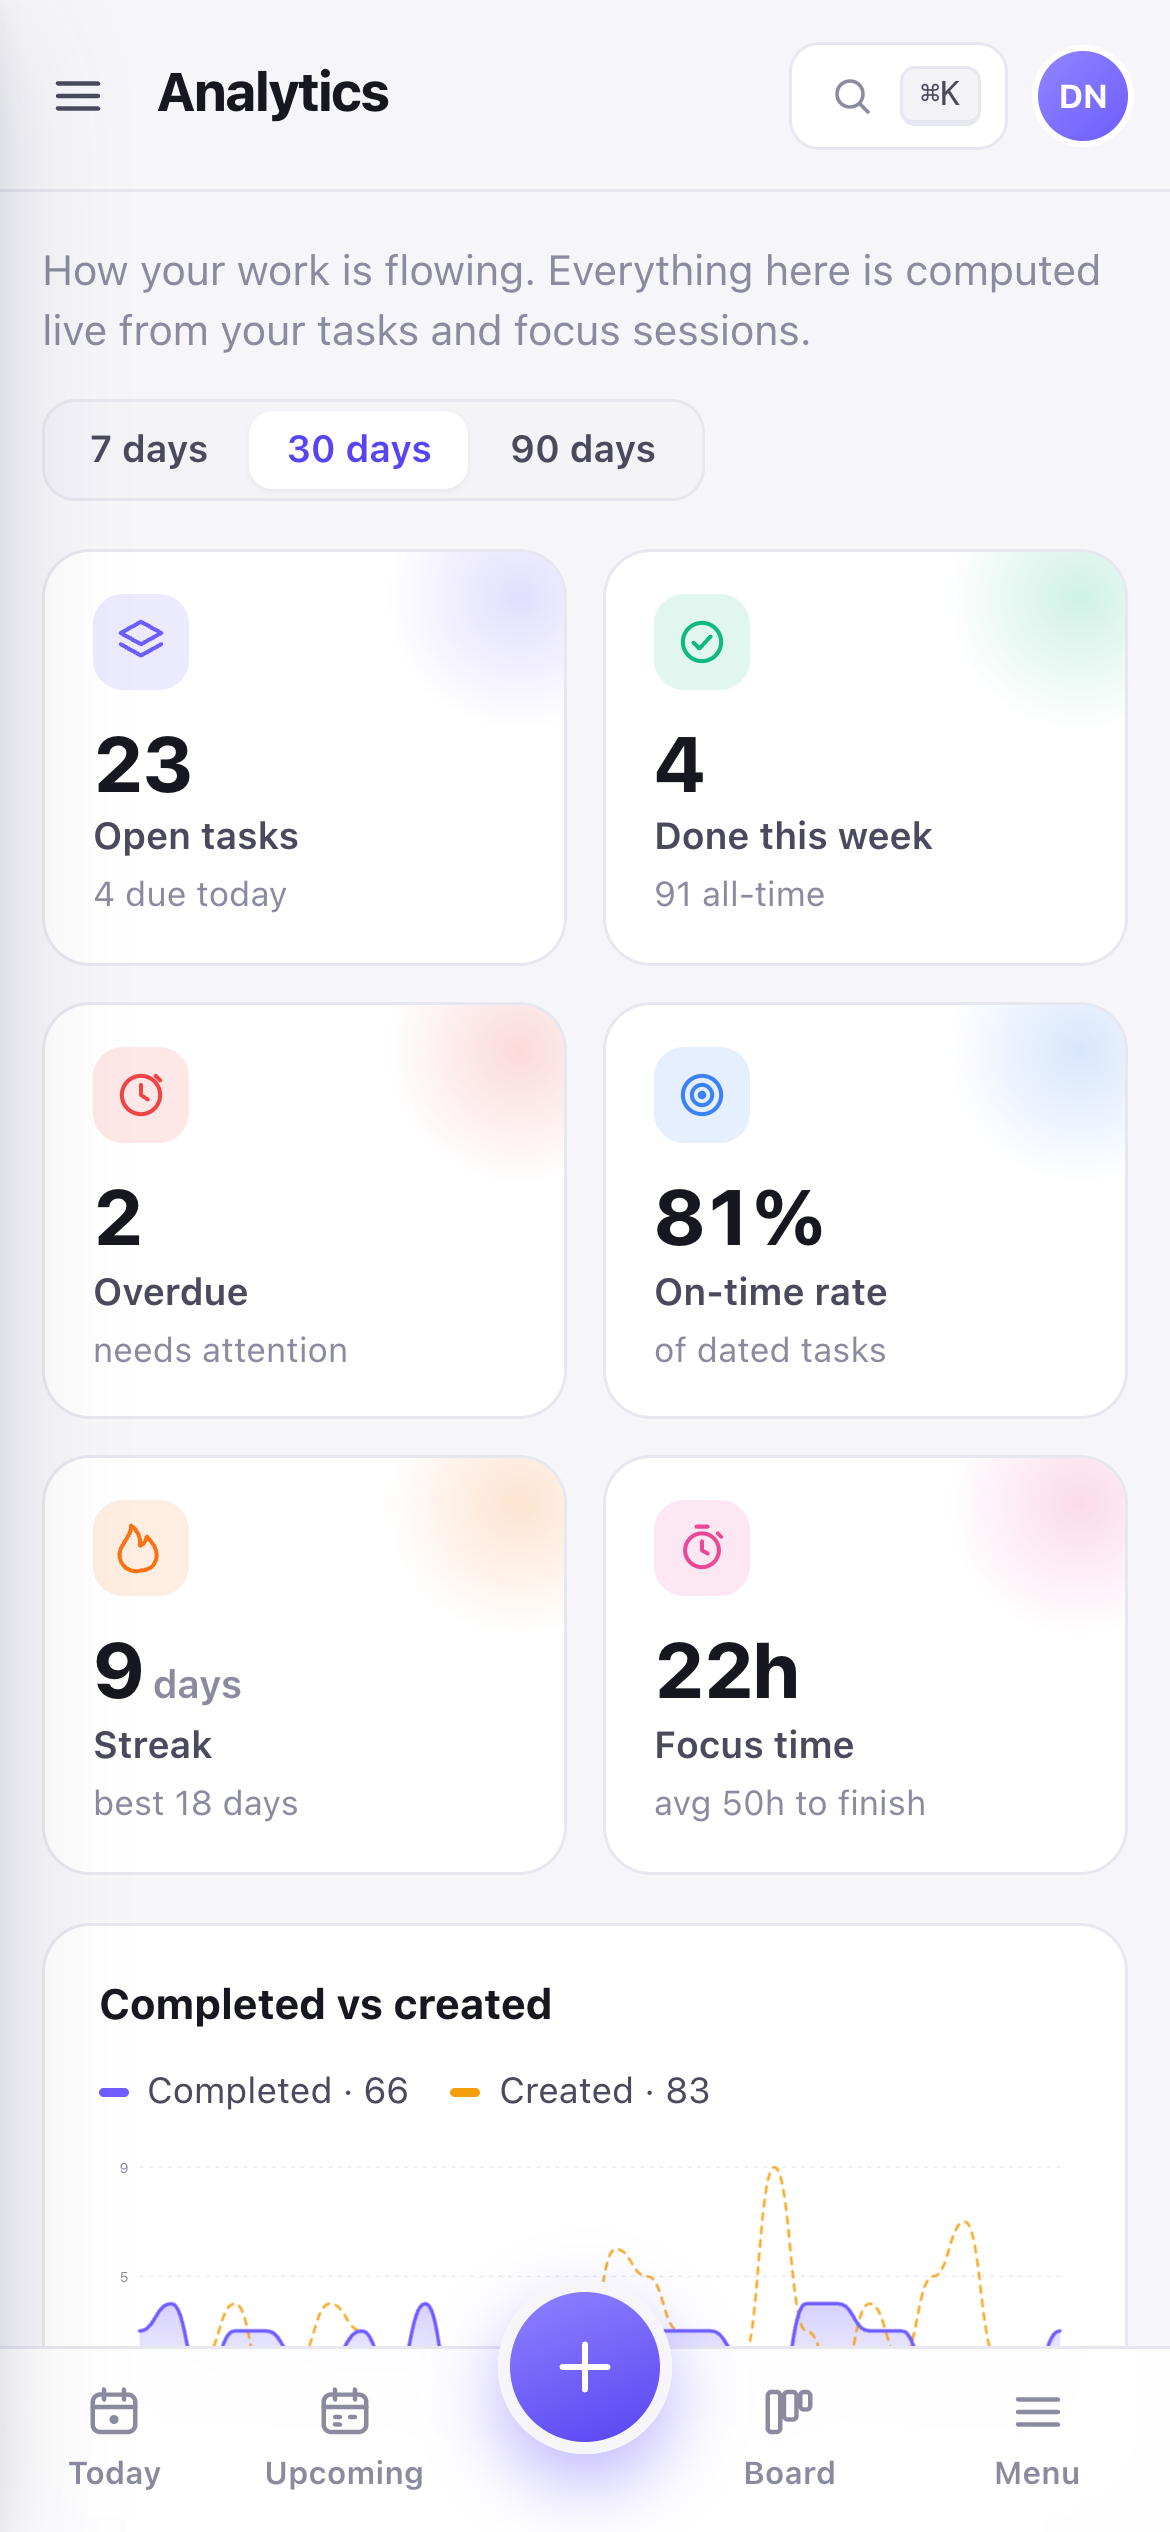 Analytics
⌘K
DN
How your work is flowing. Everything here is computed
live from your tasks and focus sessions.
7 days
30 days
90 days
23
Open tasks
4 due today
4
Done this week
91 all-time
2
Overdue
needs attention
81%
On-time rate
of dated tasks
9 days
Streak
best 18 days
22h
Focus time
avg 50h to finish
Completed vs created
Completed · 66
Created · 83
9
5
Today
Upcoming
Board
Menu